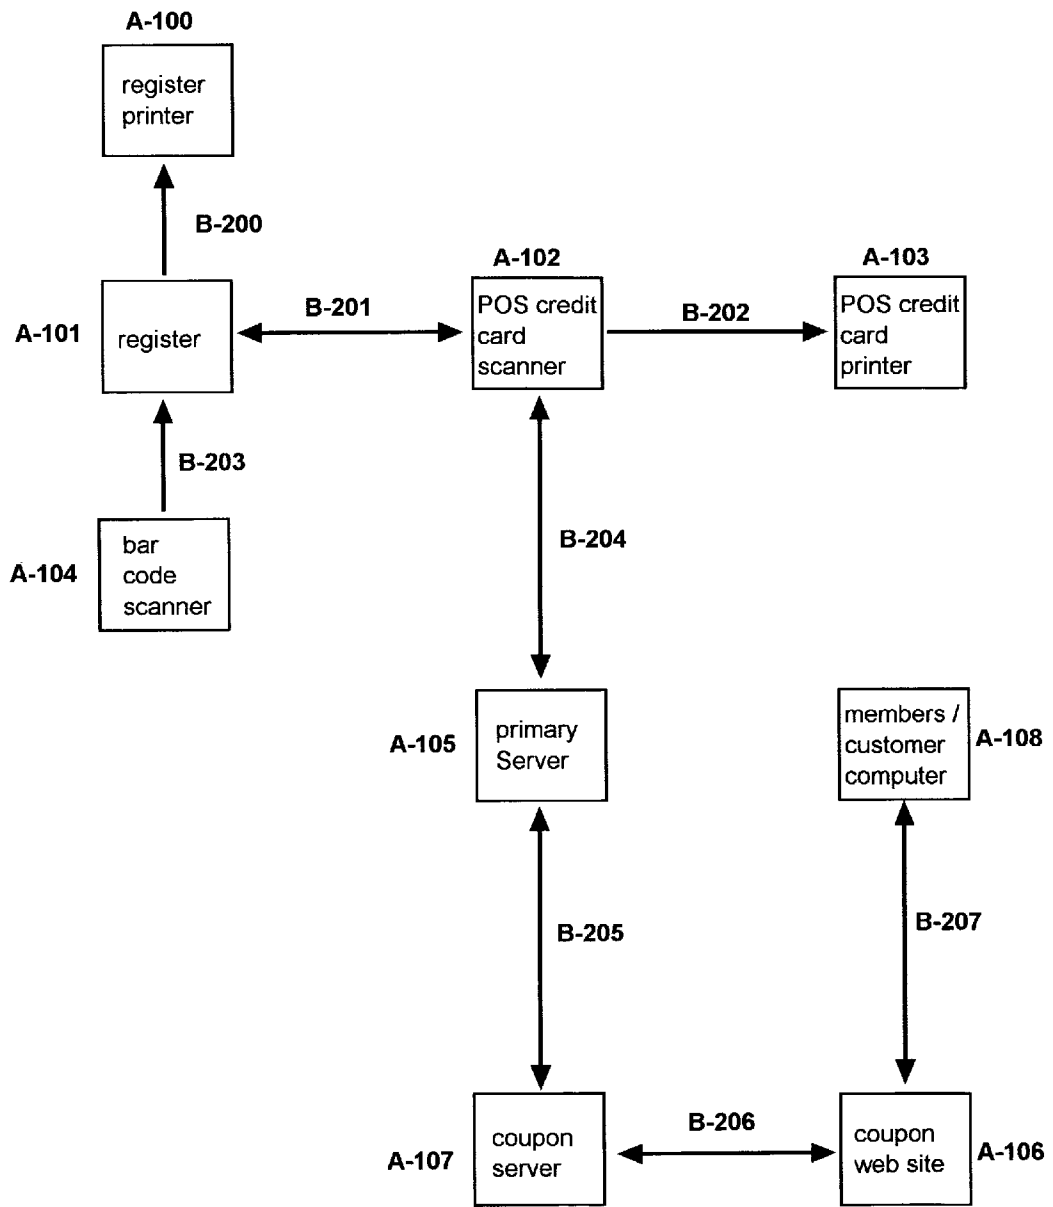 A-100
register
printer
B-200
A-102
A-103
A-101
register
B-201
POS credit
card
scanner
B-202
POS credit
card
printer
B-203
A-104
bar
code
scanner
B-204
A-105
primary
Server
members /
customer
computer
A-108
B-205
B-207
A-107
coupon
server
B-206
coupon
web site
A-106